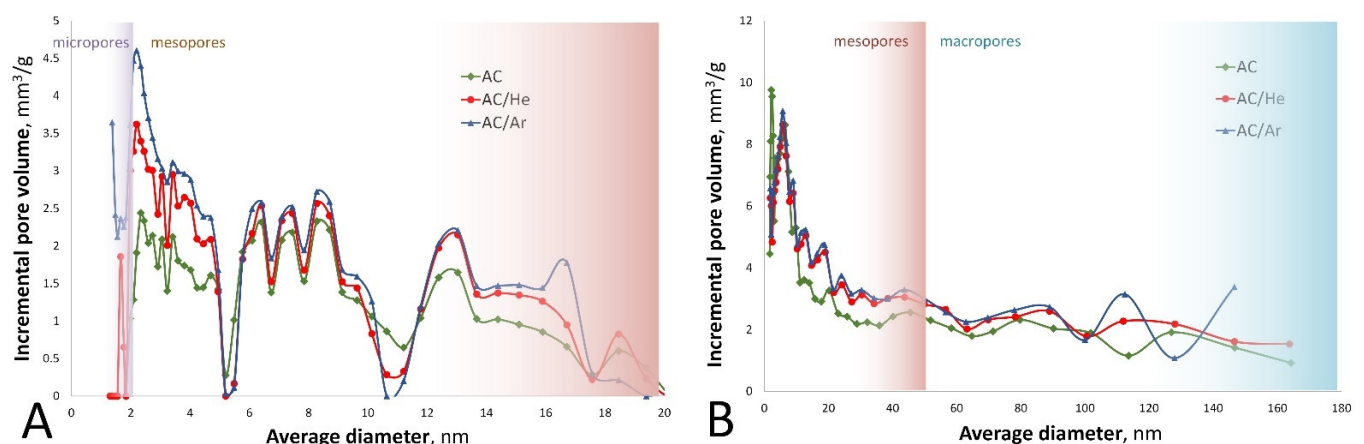 Incremental pore volume, mm³/g
5
4.5
4
3.5
3
2.5
2
1.5
1
0.5
0
micropores
mesopores
AC
AC/He
AC/Ar
0 2 4 6 8 10 12 14 16 18 20
Average diameter, nm
A
Incremental pore volume, mm³/g
12
10
8
6
4
2
0
mesopores
macropores
AC
AC/He
AC/Ar
0 20 40 60 80 100 120 140 160 180
Average diameter, nm
B